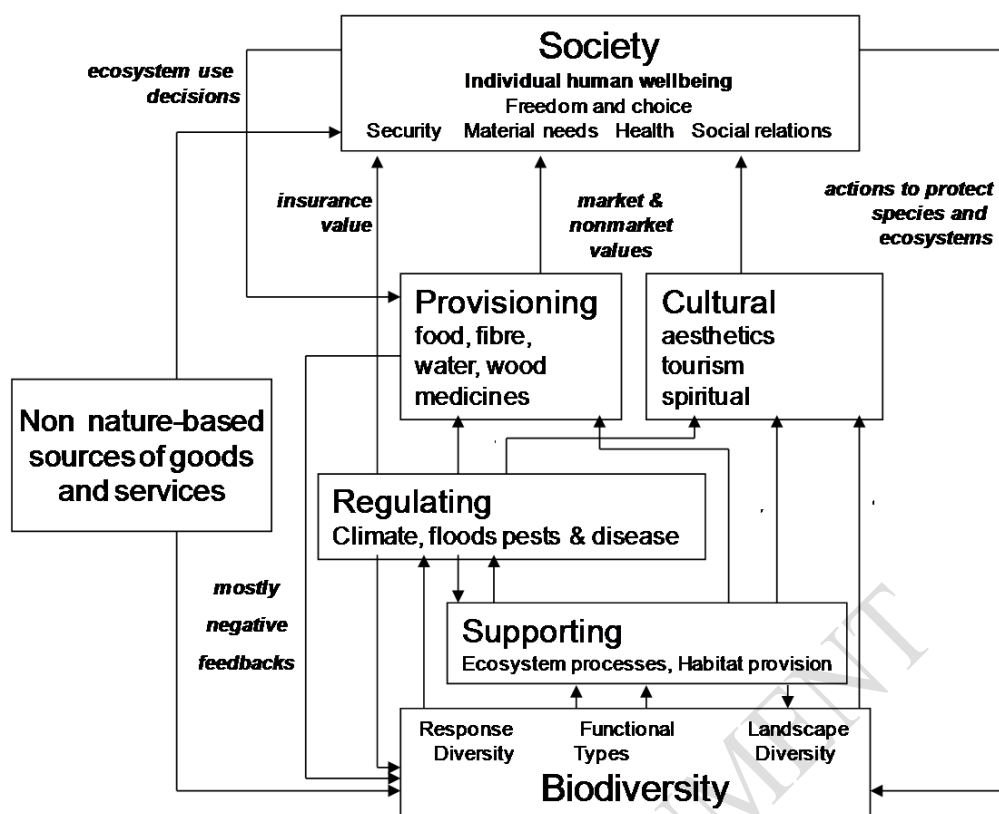 Society
Individual human wellbeing
Freedom and choice
Security Material needs Health Social relations
ecosystem use
decisions
insurance
value
market &
nonmarket
values
actions to protect
species and
ecosystems
Provisioning
food, fibre,
water, wood
medicines
Cultural
aesthetics
tourism
spiritual
Non nature-based
sources of goods
and services
Regulating
Climate, floods pests & disease
mostly
negative
feedbacks
Supporting
Ecosystem processes, Habitat provision
Response
Diversity
Functional
Types
Landscape
Diversity
Biodiversity